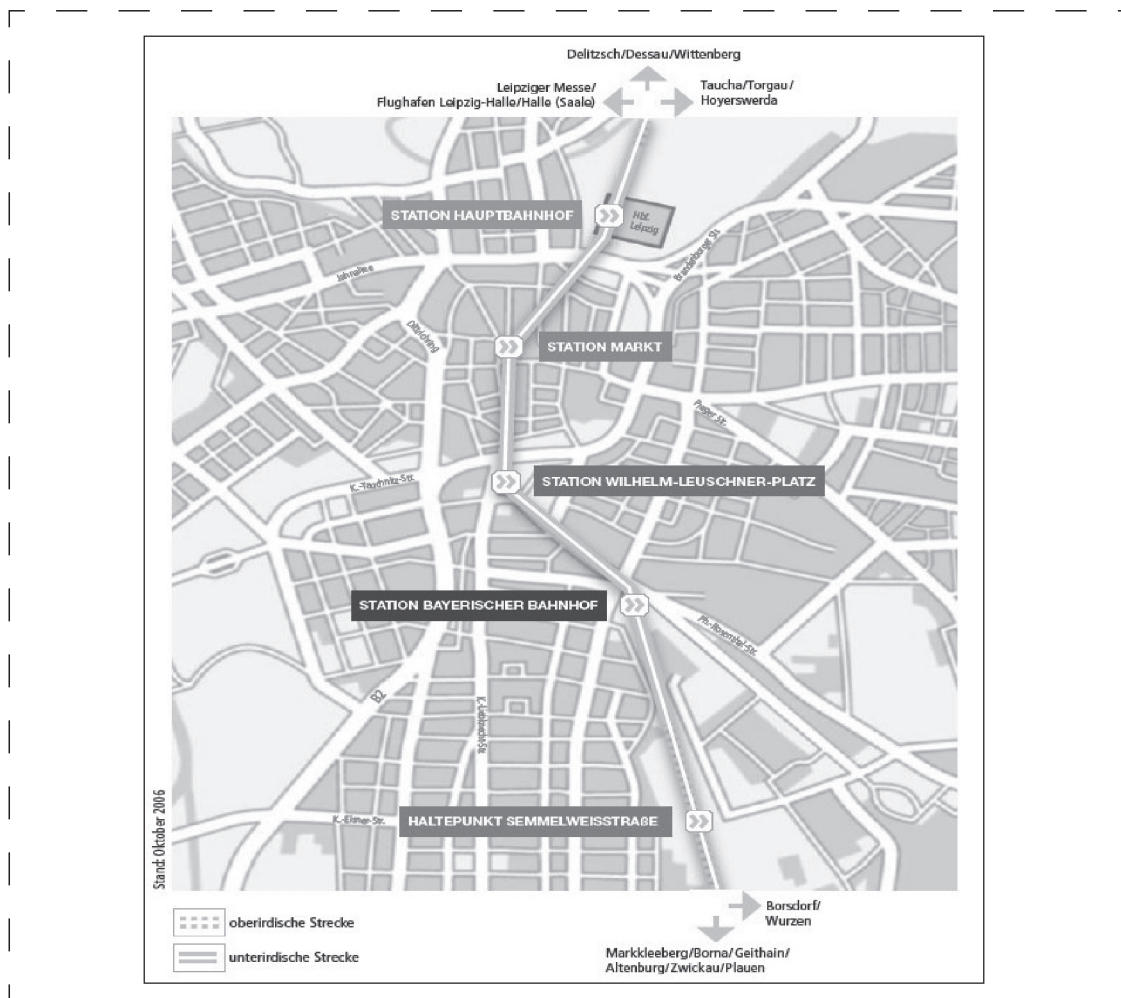 Delitzsch/Dessau/Wittenberg
Leipziger Messe/
Flughafen Leipzig-Halle/Halle (Saale)
Taucha/Torgau/
Hoyerswerda
STATION HAUPTBAHNHOF
Hbf.
Leipzig
Brandenburger Str.
Jahnallee
Dittrichring
STATION MARKT
Prager Str.
K.-Tauchnitz-Str.
STATION WILHELM-LEUSCHNER-PLATZ
STATION BAYERISCHER BAHNHOF
Ph.-Rosenthal-Str.
B2
K.-Liebknecht-Str.
HALTEPUNKT SEMMELWEISSTRAßE
K.-Eisner-Str.
Stand: Oktober 2006
Borsdorf/
Wurzen
oberirdische Strecke
unterirdische Strecke
Markkleeberg/Borna/Geithain/
Altenburg/Zwickau/Plauen